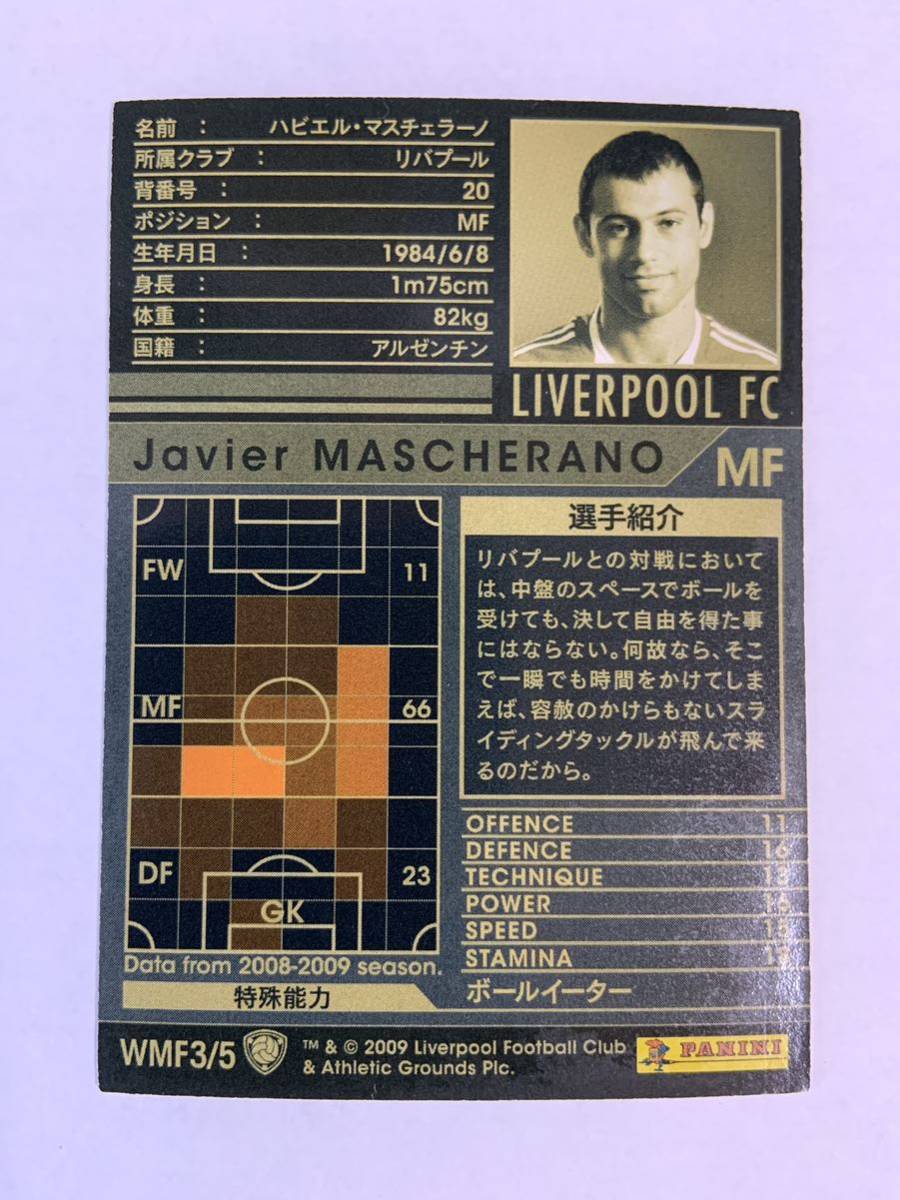 名前 : ハビエル・マスチェラーノ
所属クラブ : リバプール
背番号 : 20
ポジション : MF
生年月日 : 1984/6/8
身長 : 1m75cm
体重 : 82kg
国籍 : アルゼンチン
LIVERPOOL FC
Javier MASCHERANO
MF
FW 11
MF 66
DF 23
GK
Data from 2008-2009 season.
選手紹介
リバプールとの対戦においては、中盤のスペースでボールを
受けても、決して自由を得た事
にはならない。何故なら、そこ
で一瞬でも時間をかけてしま
えば、容赦のかけらもないスラ
イディングタックルが飛んで来
るのだから。
OFFENCE 11
DEFENCE 16
TECHNIQUE 13
POWER 16
SPEED 15
STAMINA
特殊能力
ボールイーター
WMF3/5
™ & © 2009 Liverpool Football Club
& Athletic Grounds Plc.
PANINI